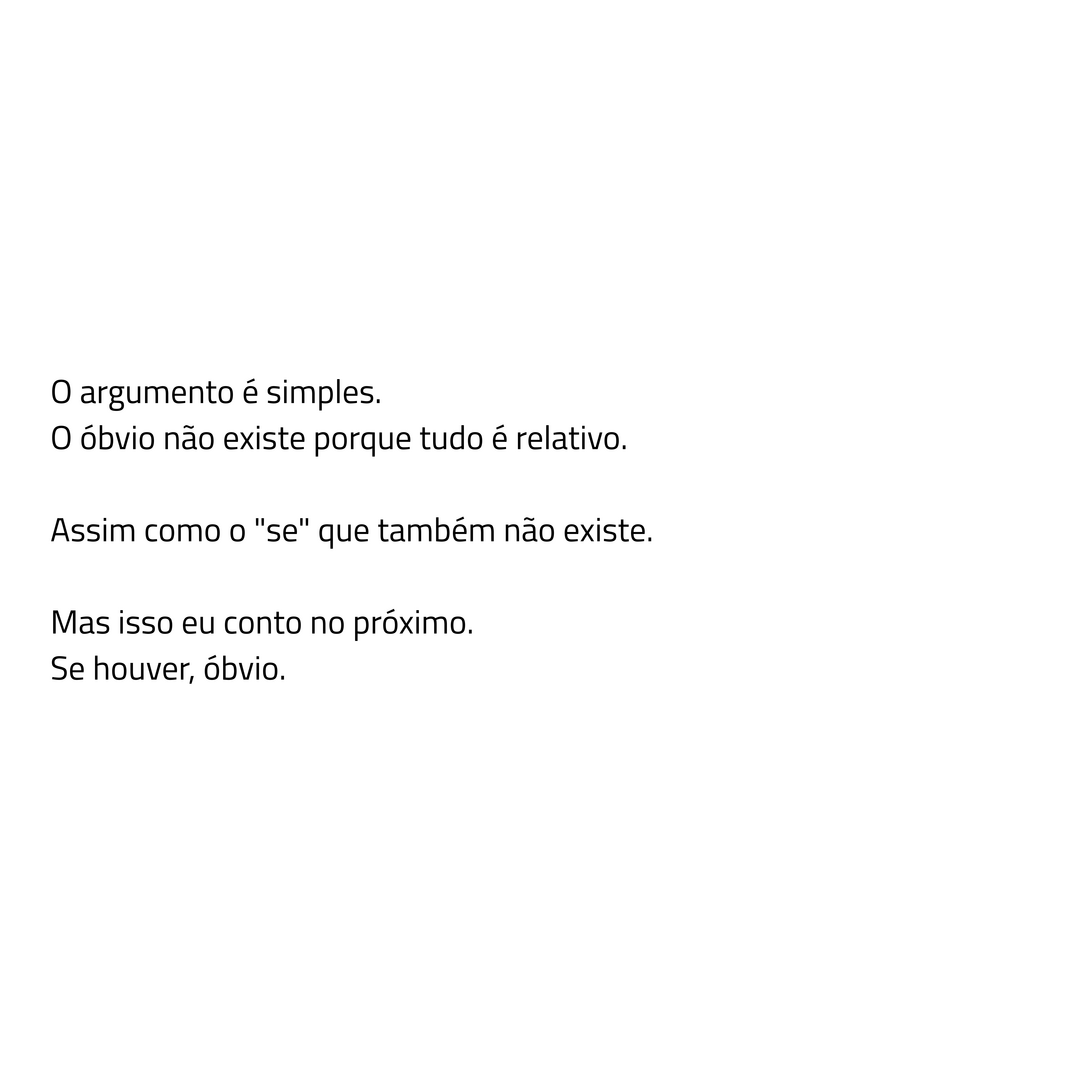 O argumento é simples.
O óbvio não existe porque tudo é relativo.
Assim como o "se" que também não existe.
Mas isso eu conto no próximo.
Se houver, óbvio.